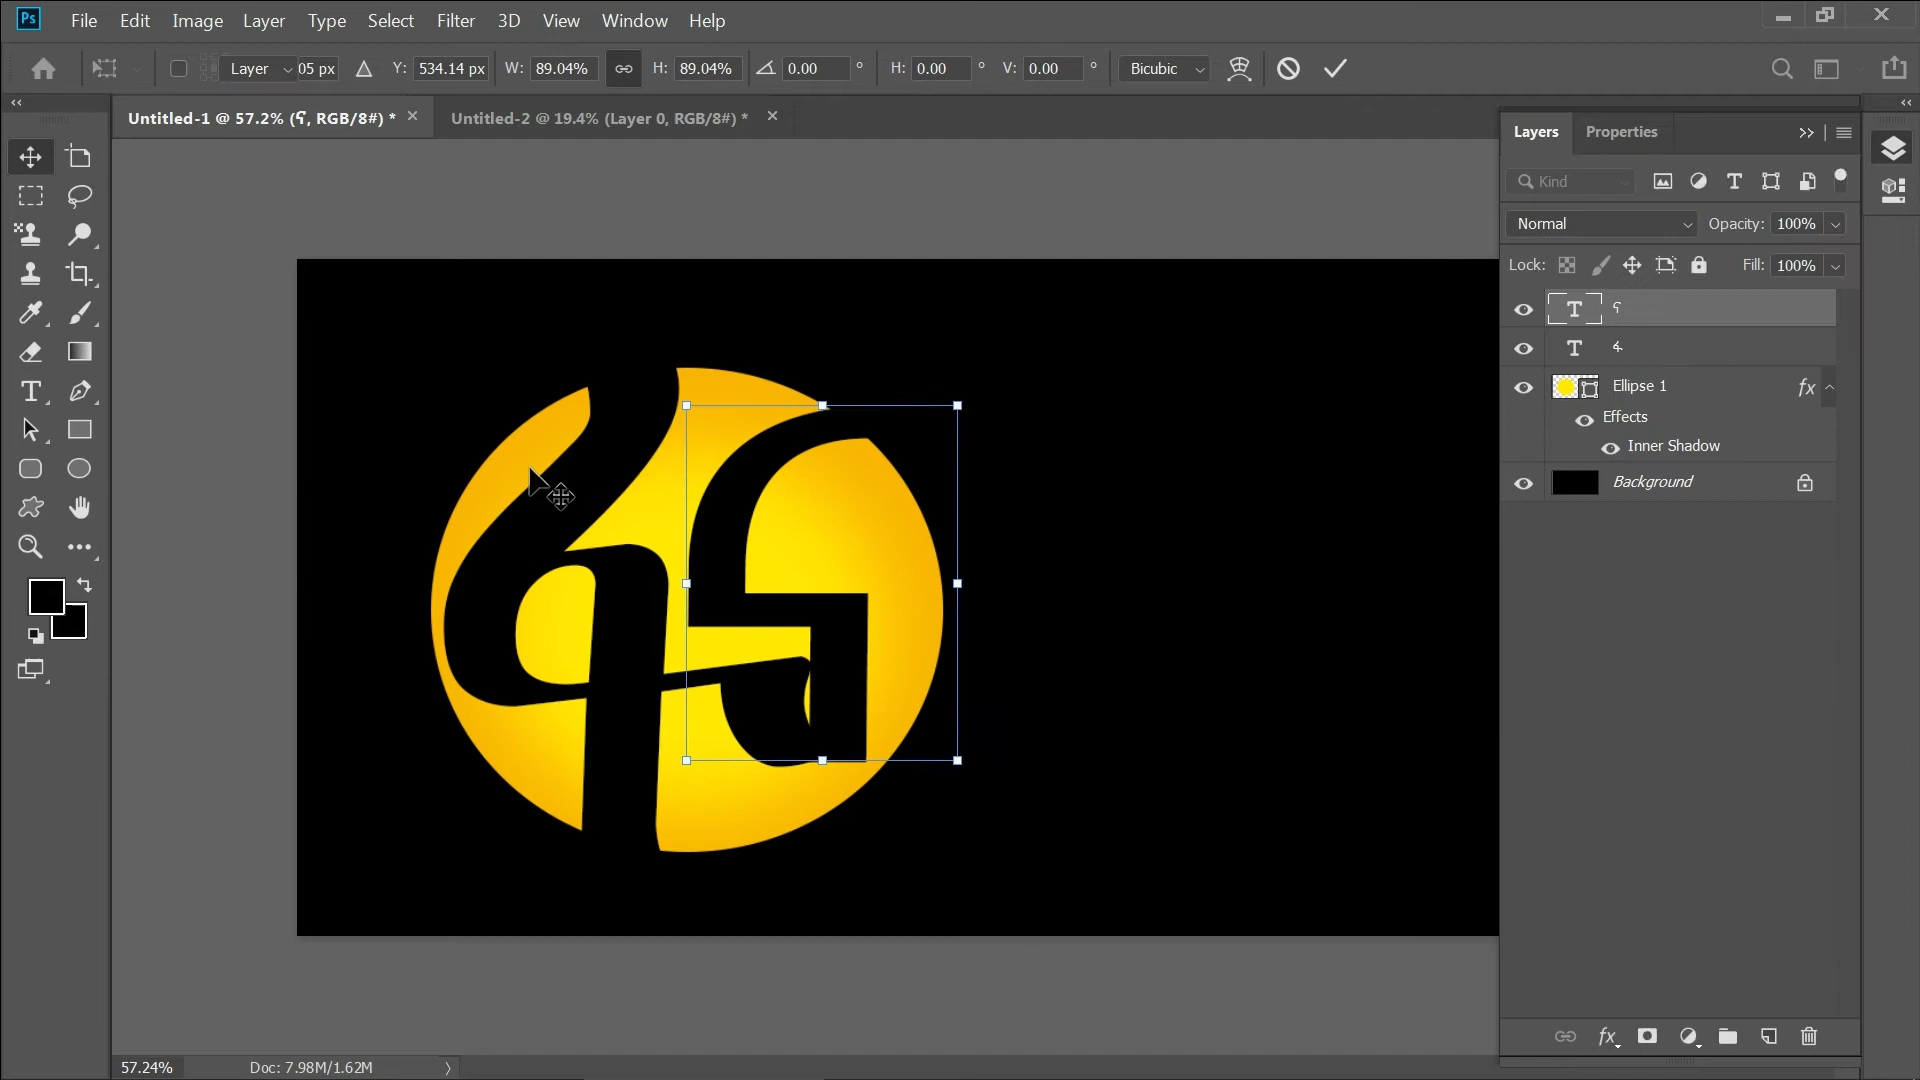 Ps File Edit Image Layer Type Select Filter 3D View Window Help
Layer 05 px Y: 534.14 px W: 89.04% H: 89.04% 0.00 ° H: 0.00 ° V: 0.00 ° Bicubic
Untitled-1 @ 57.2% (ና, RGB/8#) * Untitled-2 @ 19.4% (Layer 0, RGB/8#) *
Layers Properties
Kind
Normal Opacity: 100%
Lock: Fill: 100%
T ና
T ፋ
Ellipse 1 fx
Effects
Inner Shadow
Background
ፋና
57.24% Doc: 7.98M/1.62M